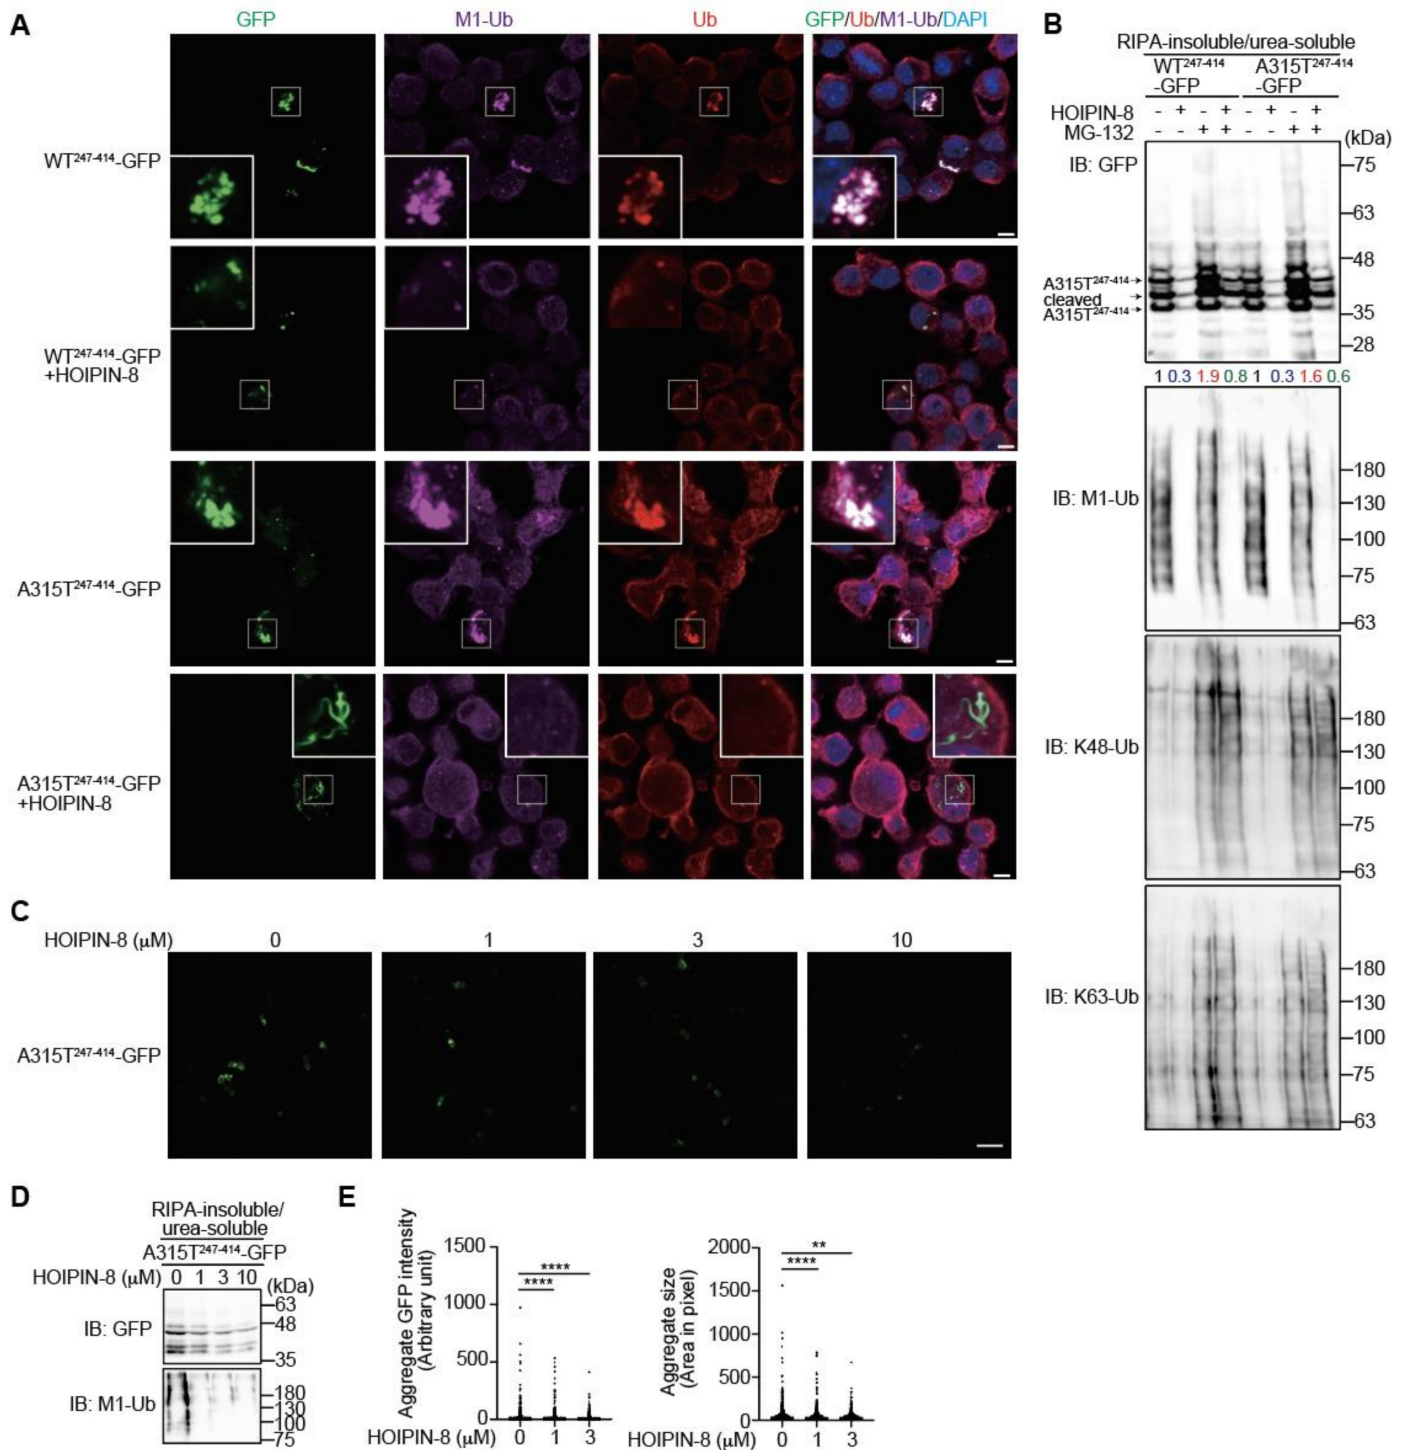 A
GFP M1-Ub Ub GFP/Ub/M1-Ub/DAPI
WT247-414-GFP
WT247-414-GFP
+HOIPIN-8
A315T247-414-GFP
A315T247-414-GFP
+HOIPIN-8
B
RIPA-insoluble/urea-soluble
WT247-414 A315T247-414
-GFP -GFP
HOIPIN-8 - + - + - + - +
MG-132 - - + + - - + +
(kDa)
IB: GFP
75
63
48
A315T247-414
cleaved
A315T247-414
35
28
1 0.3 1.9 0.8 1 0.3 1.6 0.6
IB: M1-Ub
180
130
100
75
63
IB: K48-Ub
180
130
100
75
63
IB: K63-Ub
180
130
100
75
63
C
HOIPIN-8 (μM) 0 1 3 10
A315T247-414-GFP
D
RIPA-insoluble/
urea-soluble
A315T247-414-GFP
HOIPIN-8 (μM) 0 1 3 10
(kDa)
IB: GFP
63
48
35
IB: M1-Ub
180
130
100
75
E
Aggregate GFP intensity
(Arbitrary unit)
1500
1000
500
0
****
****
HOIPIN-8 (μM) 0 1 3
Aggregate size
(Area in pixel)
2000
1500
1000
500
0
**
****
HOIPIN-8 (μM) 0 1 3